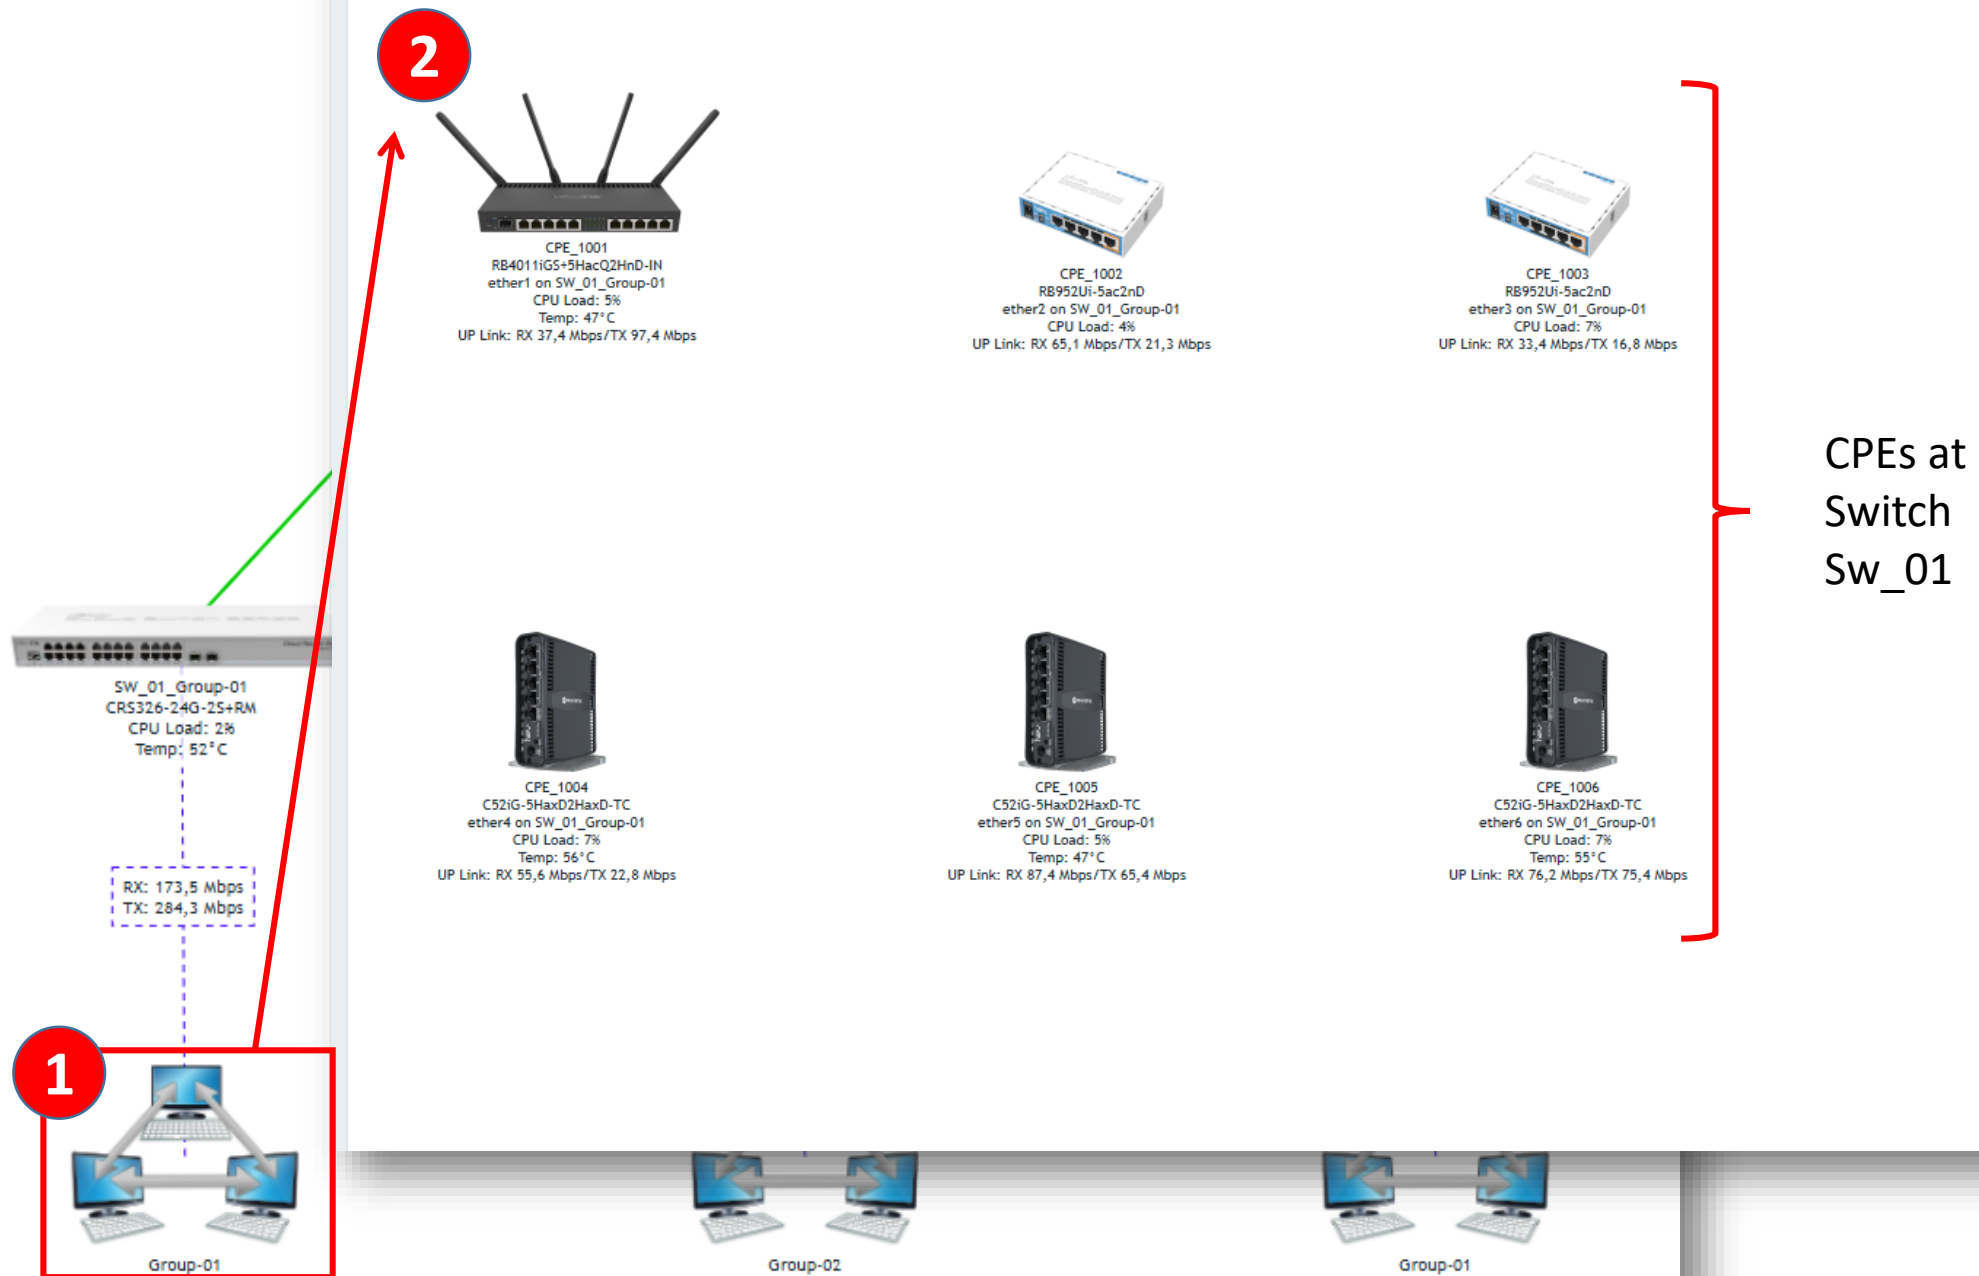 2
CPE_1001
RB4011iGS+5HacQ2HnD-IN
ether1 on SW_01_Group-01
CPU Load: 5%
Temp: 47°C
UP Link: RX 37,4 Mbps/TX 97,4 Mbps
CPE_1002
RB952Ui-5ac2nD
ether2 on SW_01_Group-01
CPU Load: 4%
UP Link: RX 65,1 Mbps/TX 21,3 Mbps
CPE_1003
RB952Ui-5ac2nD
ether3 on SW_01_Group-01
CPU Load: 7%
UP Link: RX 33,4 Mbps/TX 16,8 Mbps
CPEs at
Switch
Sw_01
SW_01_Group-01
CRS326-24G-2S+RM
CPU Load: 2%
Temp: 52°C
CPE_1004
C52iG-5HaxD2HaxD-TC
ether4 on SW_01_Group-01
CPU Load: 7%
Temp: 56°C
UP Link: RX 55,6 Mbps/TX 22,8 Mbps
CPE_1005
C52iG-5HaxD2HaxD-TC
ether5 on SW_01_Group-01
CPU Load: 5%
Temp: 47°C
UP Link: RX 87,4 Mbps/TX 65,4 Mbps
CPE_1006
C52iG-5HaxD2HaxD-TC
ether6 on SW_01_Group-01
CPU Load: 7%
Temp: 55°C
UP Link: RX 76,2 Mbps/TX 75,4 Mbps
RX: 173,5 Mbps
TX: 284,3 Mbps
1
Group-01
Group-02
Group-01